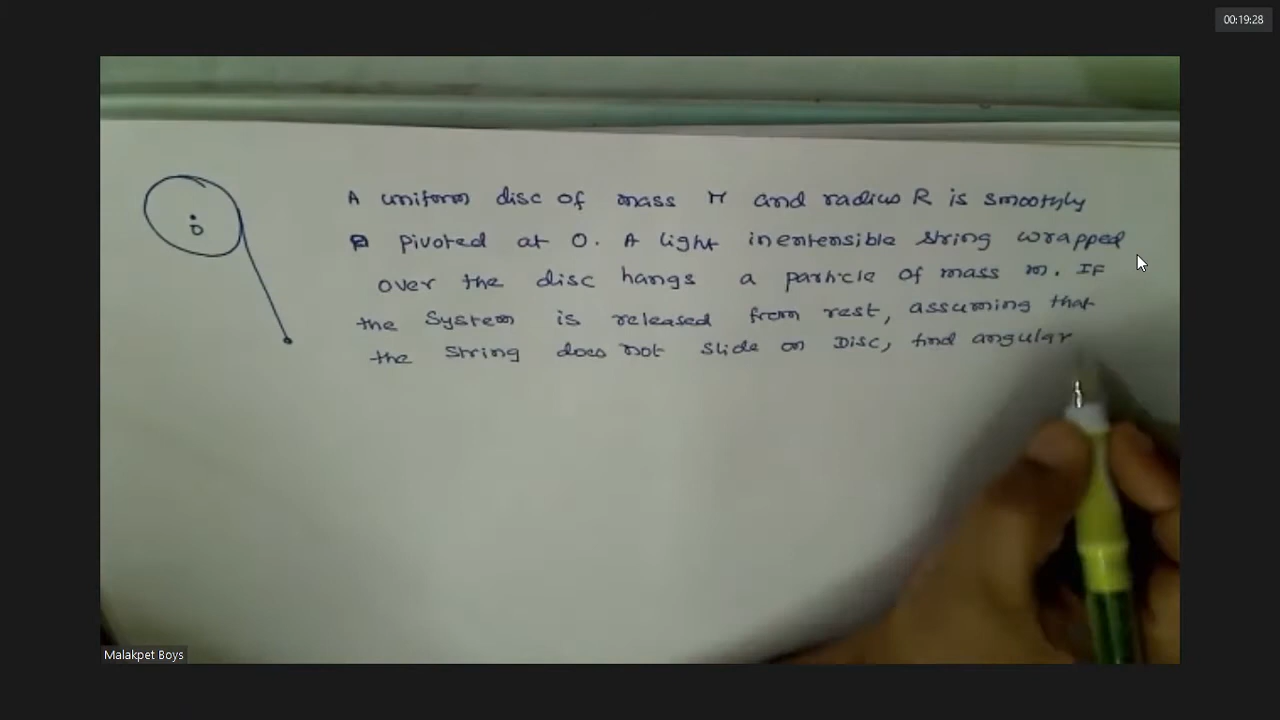 00:19:28
A uniform disc of mass M and radius R is smoothly
pivoted at O. A light inentensible string wrapped
over the disc hangs a particle of mass m. IF
the System is released from rest, assuming that
the String does not slide on Disc, find angular
O
Malakpet Boys